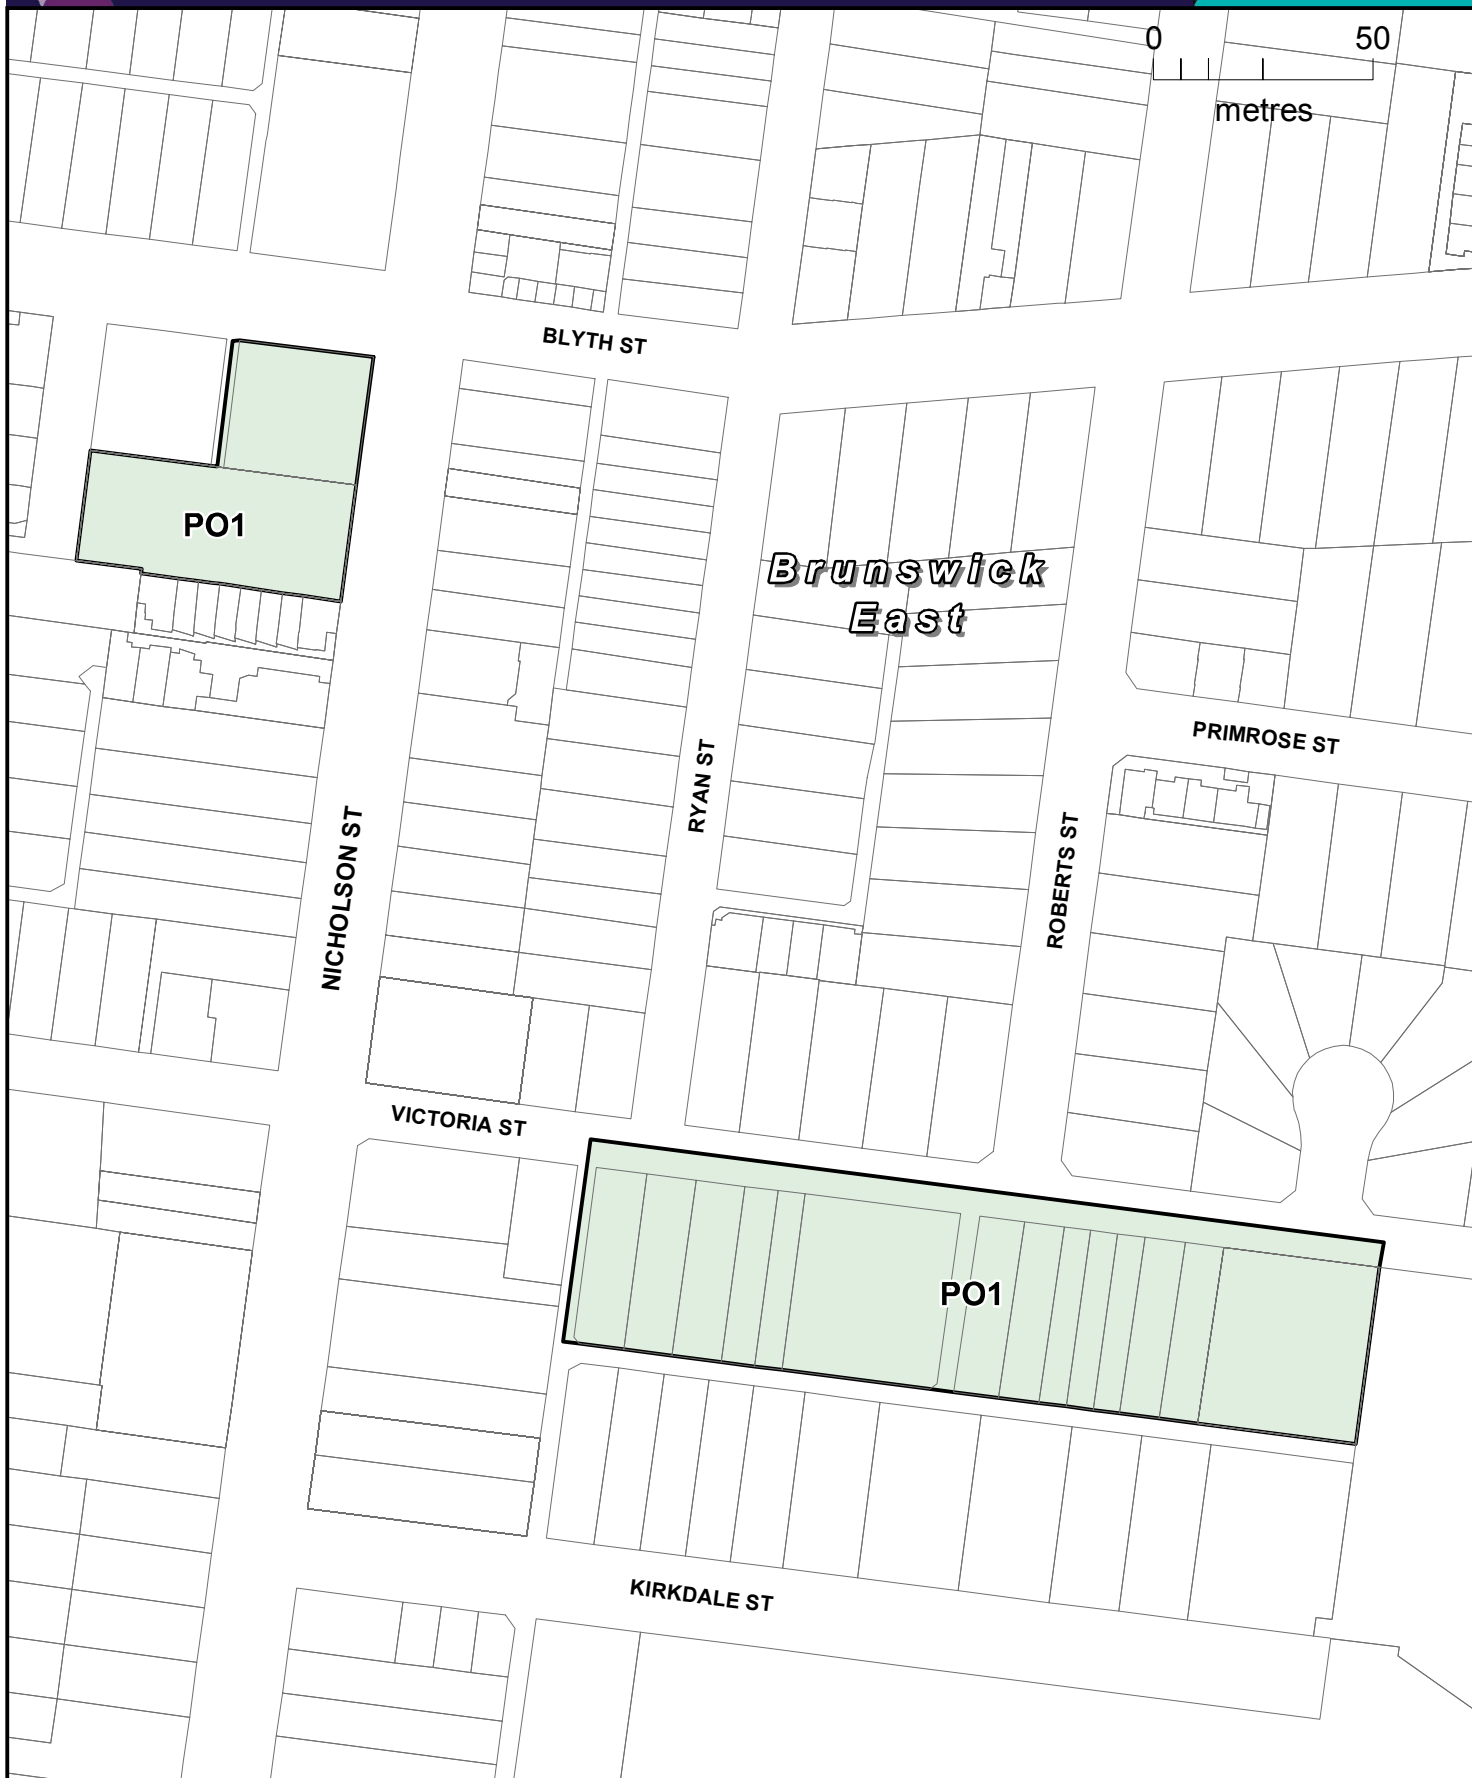 0 50
metres
BLYTH ST
PO1
Brunswick
East
PRIMROSE ST
RYAN ST
NICHOLSON ST
ROBERTS ST
VICTORIA ST
PO1
KIRKDALE ST